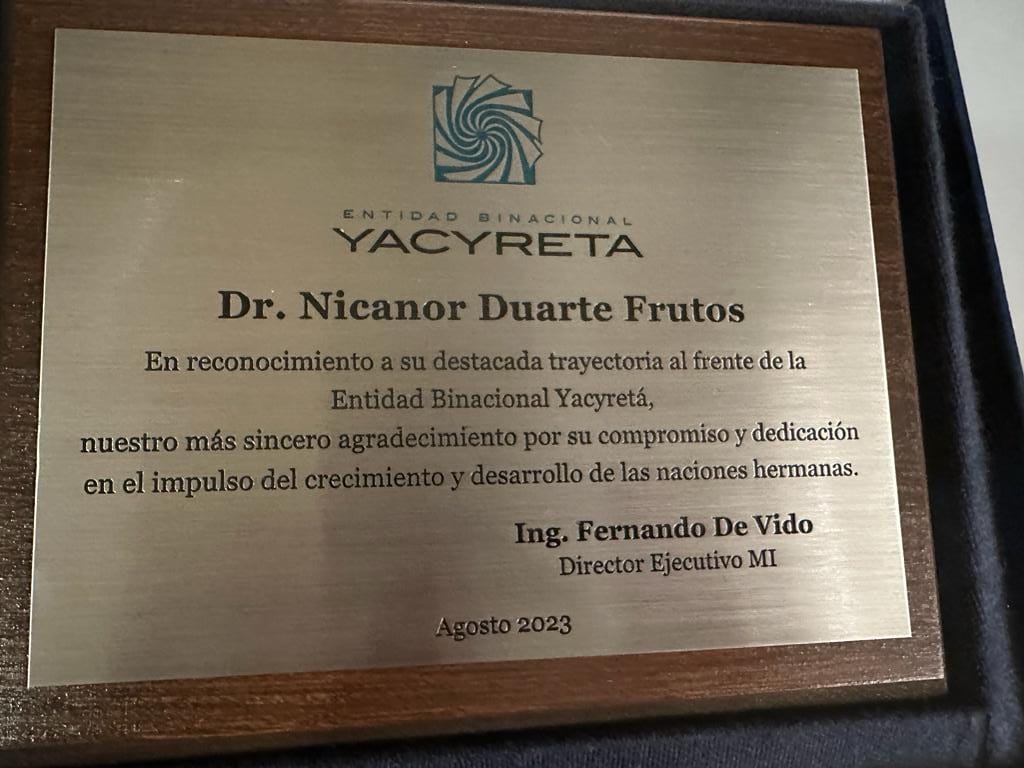 ENTIDAD BINACIONAL
YACYRETA
Dr. Nicanor Duarte Frutos
En reconocimiento a su destacada trayectoria al frente de la
Entidad Binacional Yacyretá,
nuestro más sincero agradecimiento por su compromiso y dedicación
en el impulso del crecimiento y desarrollo de las naciones hermanas.
Ing. Fernando De Vido
Director Ejecutivo MI
Agosto 2023